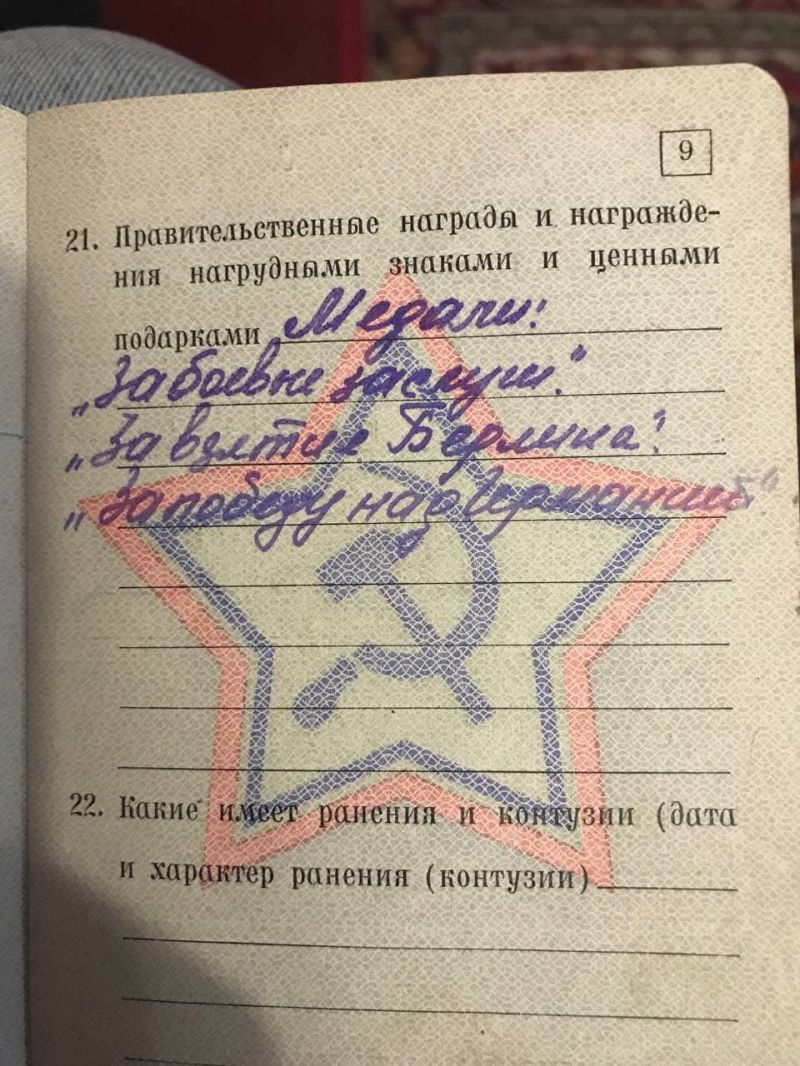 9
21. Правительственные награды и награжде-
ния нагрудными знаками и ценными
подарками Медали:
„За боевые заслуги."
„За взятие Берлина".
„За победу над Германией".
22. Какие имеет ранения и контузии (дата
и характер ранения (контузии)